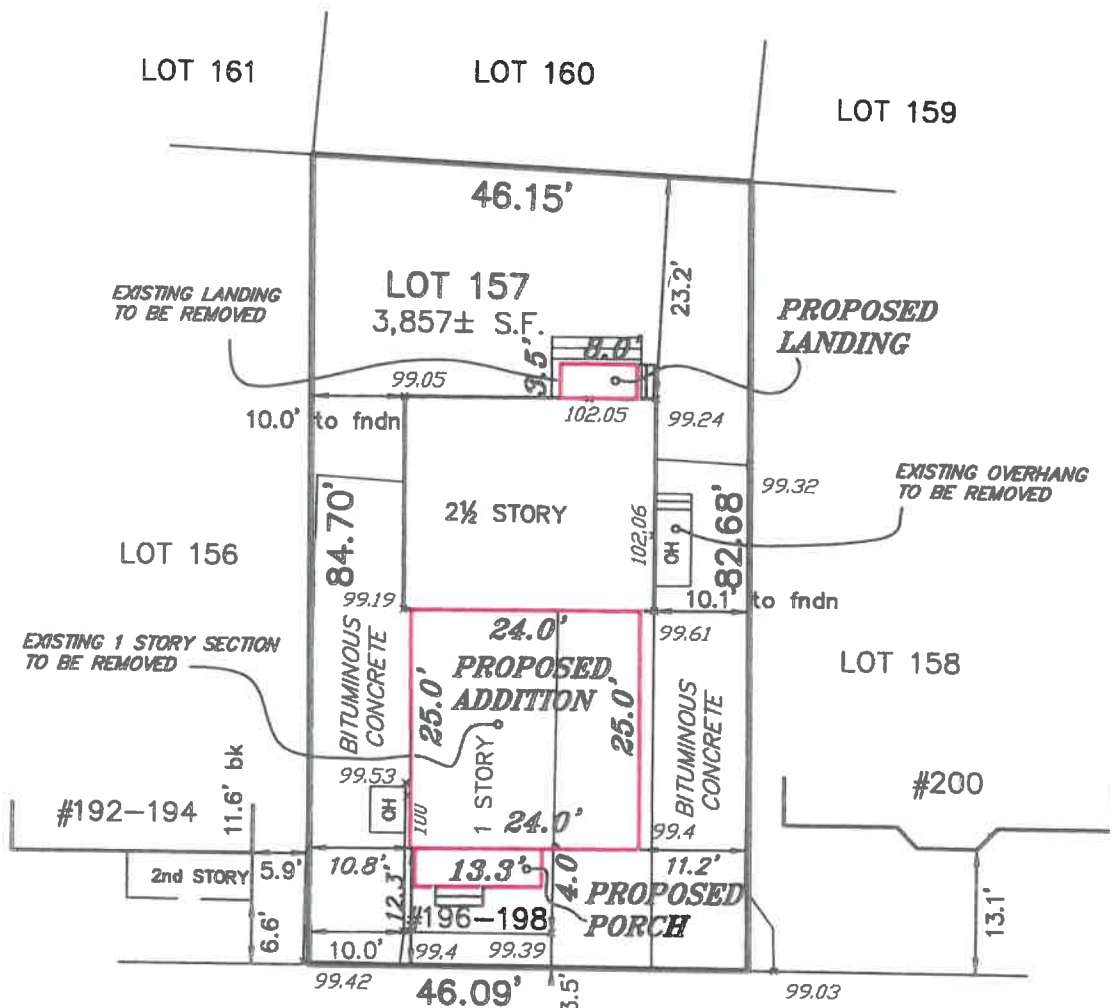 LOT 161
LOT 160
LOT 159
46.15'
EXISTING LANDING
TO BE REMOVED
LOT 157
3,857± S.F.
23.2'
PROPOSED
LANDING
8.0'
3.5'
99.05
102.05
10.0' to fndn
99.24
EXISTING OVERHANG
TO BE REMOVED
99.32
2½ STORY
84.70'
102.06
OH
82.68'
LOT 156
99.19
10.1' to fndn
99.61
EXISTING 1 STORY SECTION
TO BE REMOVED
24.0'
PROPOSED
ADDITION
25.0'
25.0'
LOT 158
BITUMINOUS
CONCRETE
BITUMINOUS
CONCRETE
1 STORY
99.53
OH
100
24.0'
99.4
#192-194
11.6' bk
#200
2nd STORY
5.9'
10.8'
13.3'
4.0'
11.2'
12.3'
PROPOSED
PORCH
#196-198
6.6'
13.1'
10.0'
99.4
99.39
99.42
46.09'
99.03